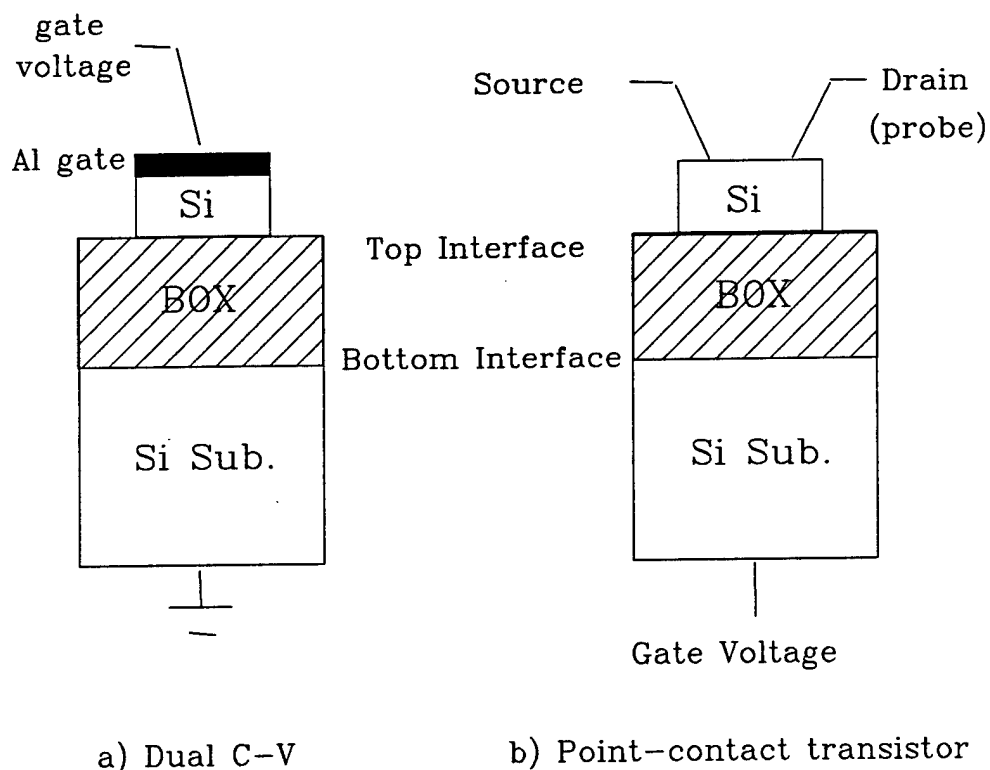 gate
voltage
Al gate
Si
BOX
Si Sub.
a) Dual C-V
Top Interface
Bottom Interface
Source
Drain
(probe)
Si
BOX
Si Sub.
Gate Voltage
b) Point-contact transistor